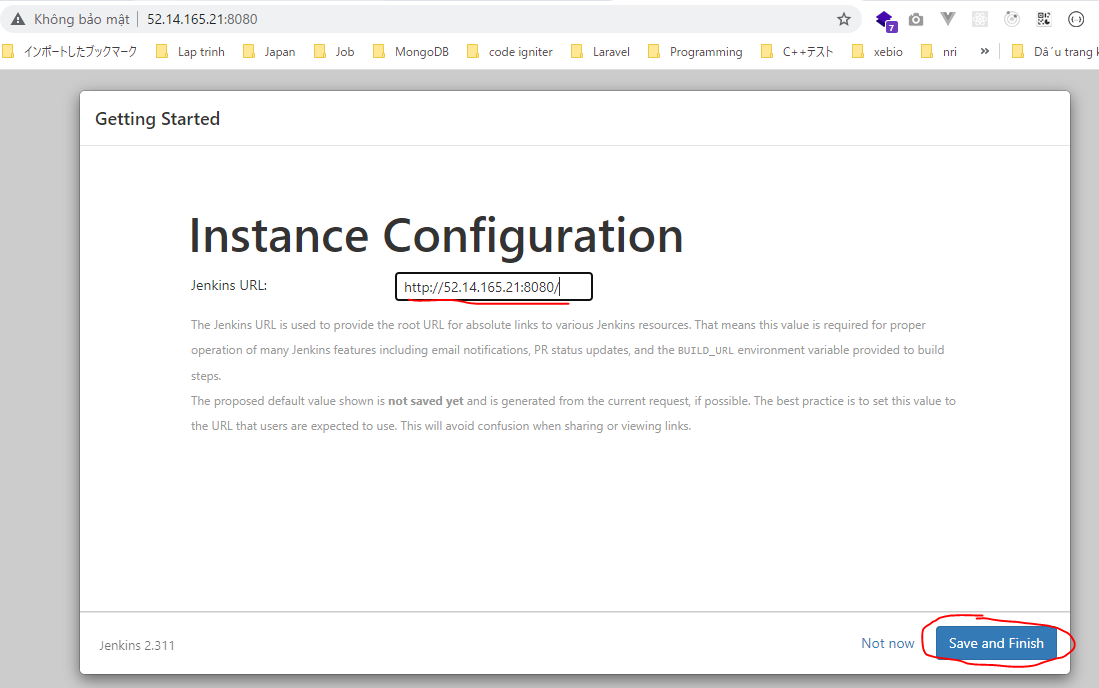 Không bảo mật 52.14.165.21:8080
7
インポートしたブックマーク Lap trinh Japan Job MongoDB code igniter Laravel Programming C++テスト xebio nri » Dâ´u trang k
Getting Started
Instance Configuration
Jenkins URL: http://52.14.165.21:8080/
The Jenkins URL is used to provide the root URL for absolute links to various Jenkins resources. That means this value is required for proper
operation of many Jenkins features including email notifications, PR status updates, and the BUILD_URL environment variable provided to build
steps.
The proposed default value shown is not saved yet and is generated from the current request, if possible. The best practice is to set this value to
the URL that users are expected to use. This will avoid confusion when sharing or viewing links.
Jenkins 2.311 Not now Save and Finish